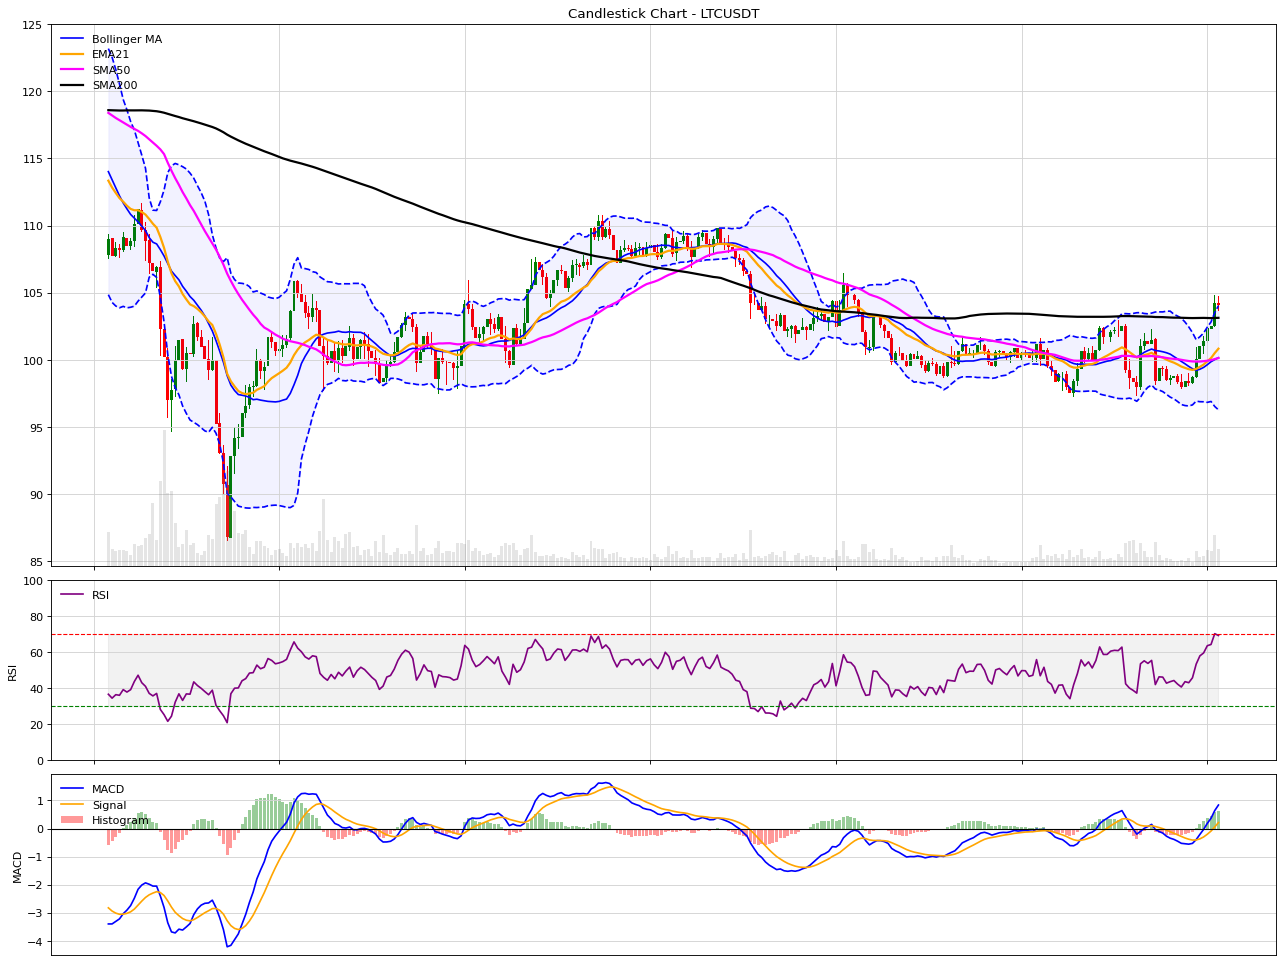 Candlestick Chart - LTCUSDT
125
120
115
110
105
100
95
90
85
Bollinger MA
EMA21
SMA50
SMA200
100
80
60
40
20
0
RSI
RSI
1
0
−1
−2
−3
−4
MACD
MACD
Signal
Histogram